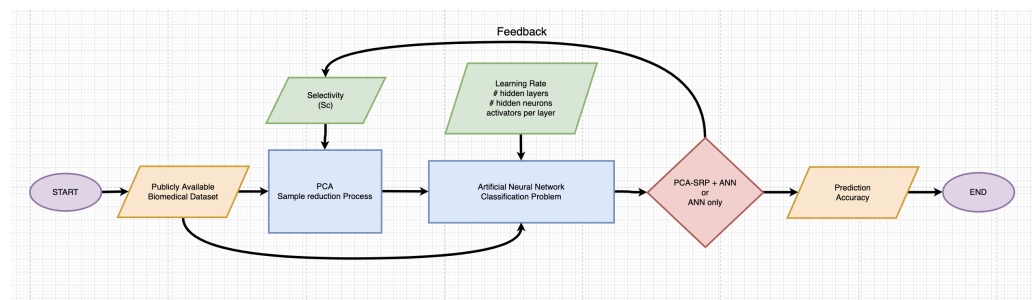 Feedback
Selectivity
(Sc)
Learning Rate
# hidden layers
# hidden neurons
activators per layer
START
Publicly Available
Biomedical Dataset
PCA
Sample reduction Process
Artificial Neural Network
Classification Problem
PCA-SRP + ANN
or
ANN only
Prediction
Accuracy
END